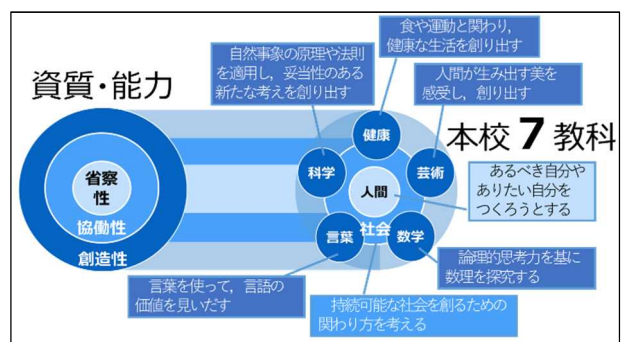 食や運動と関わり，
健康な生活を創り出す
自然事象の原理や法則
を適用し，妥当性のある
新たな考えを創り出す
人間が生み出す美を
感受し，創り出す
資質・能力
本校7教科
健康
科学
芸術
人間
社会
言葉
数学
省察
性
協働性
創造性
あるべき自分や
ありたい自分を
つくろうとする
論理的思考力を基に
数理を探究する
言葉を使って，言語の
価値を見いだす
持続可能な社会を創るための
関わり方を考える